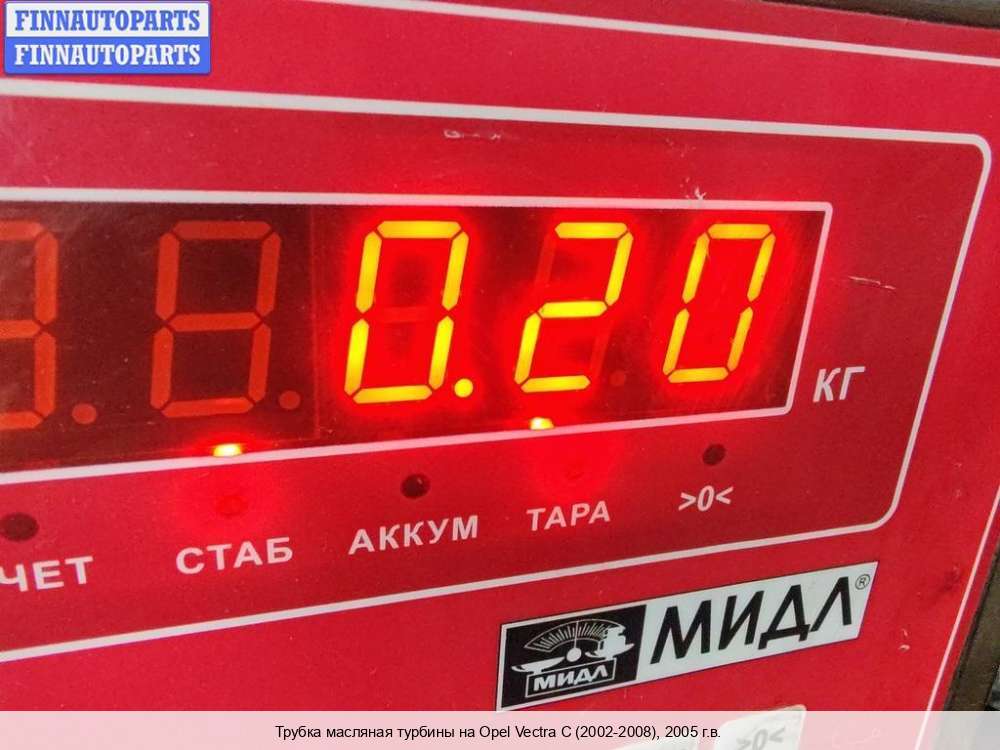 FINNAUTOPARTS
FINNAUTOPARTS
0.20
КГ
ЧЕТ СТАБ АККУМ ТАРА >0<
МИДЛ®
МИДЛ
>0<
Трубка масляная турбины на Opel Vectra C (2002-2008), 2005 г.в.